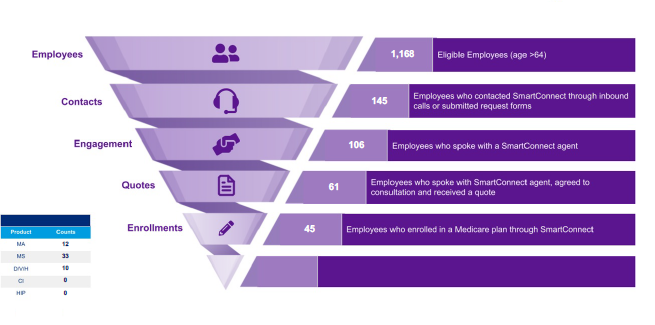 Employees
1,168
Eligible Employees (age >64)
Contacts
145
Employees who contacted SmartConnect through inbound
calls or submitted request forms
Engagement
106
Employees who spoke with a SmartConnect agent
Quotes
61
Employees who spoke with SmartConnect agent, agreed to
consultation and received a quote
Enrollments
45
Employees who enrolled in a Medicare plan through SmartConnect
Product Counts
MA 12
MS 33
D/V/H 10
CI 0
HIP 0